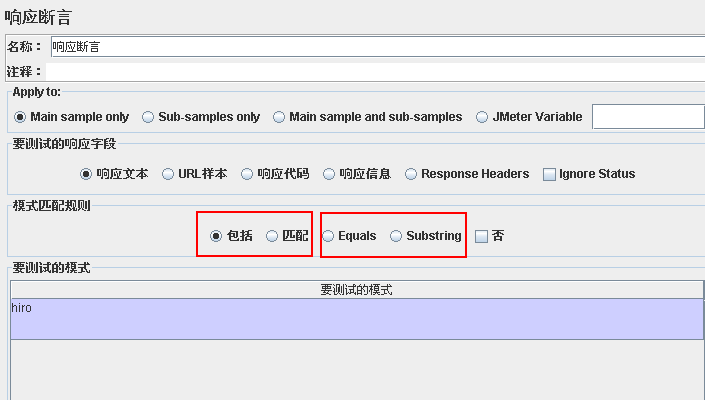 响应断言
名称： 响应断言
注释：
Apply to:
Main sample only Sub-samples only Main sample and sub-samples JMeter Variable
要测试的响应字段
响应文本 URL样本 响应代码 响应信息 Response Headers Ignore Status
模式匹配规则
包括 匹配 Equals Substring 否
要测试的模式
要测试的模式
hiro